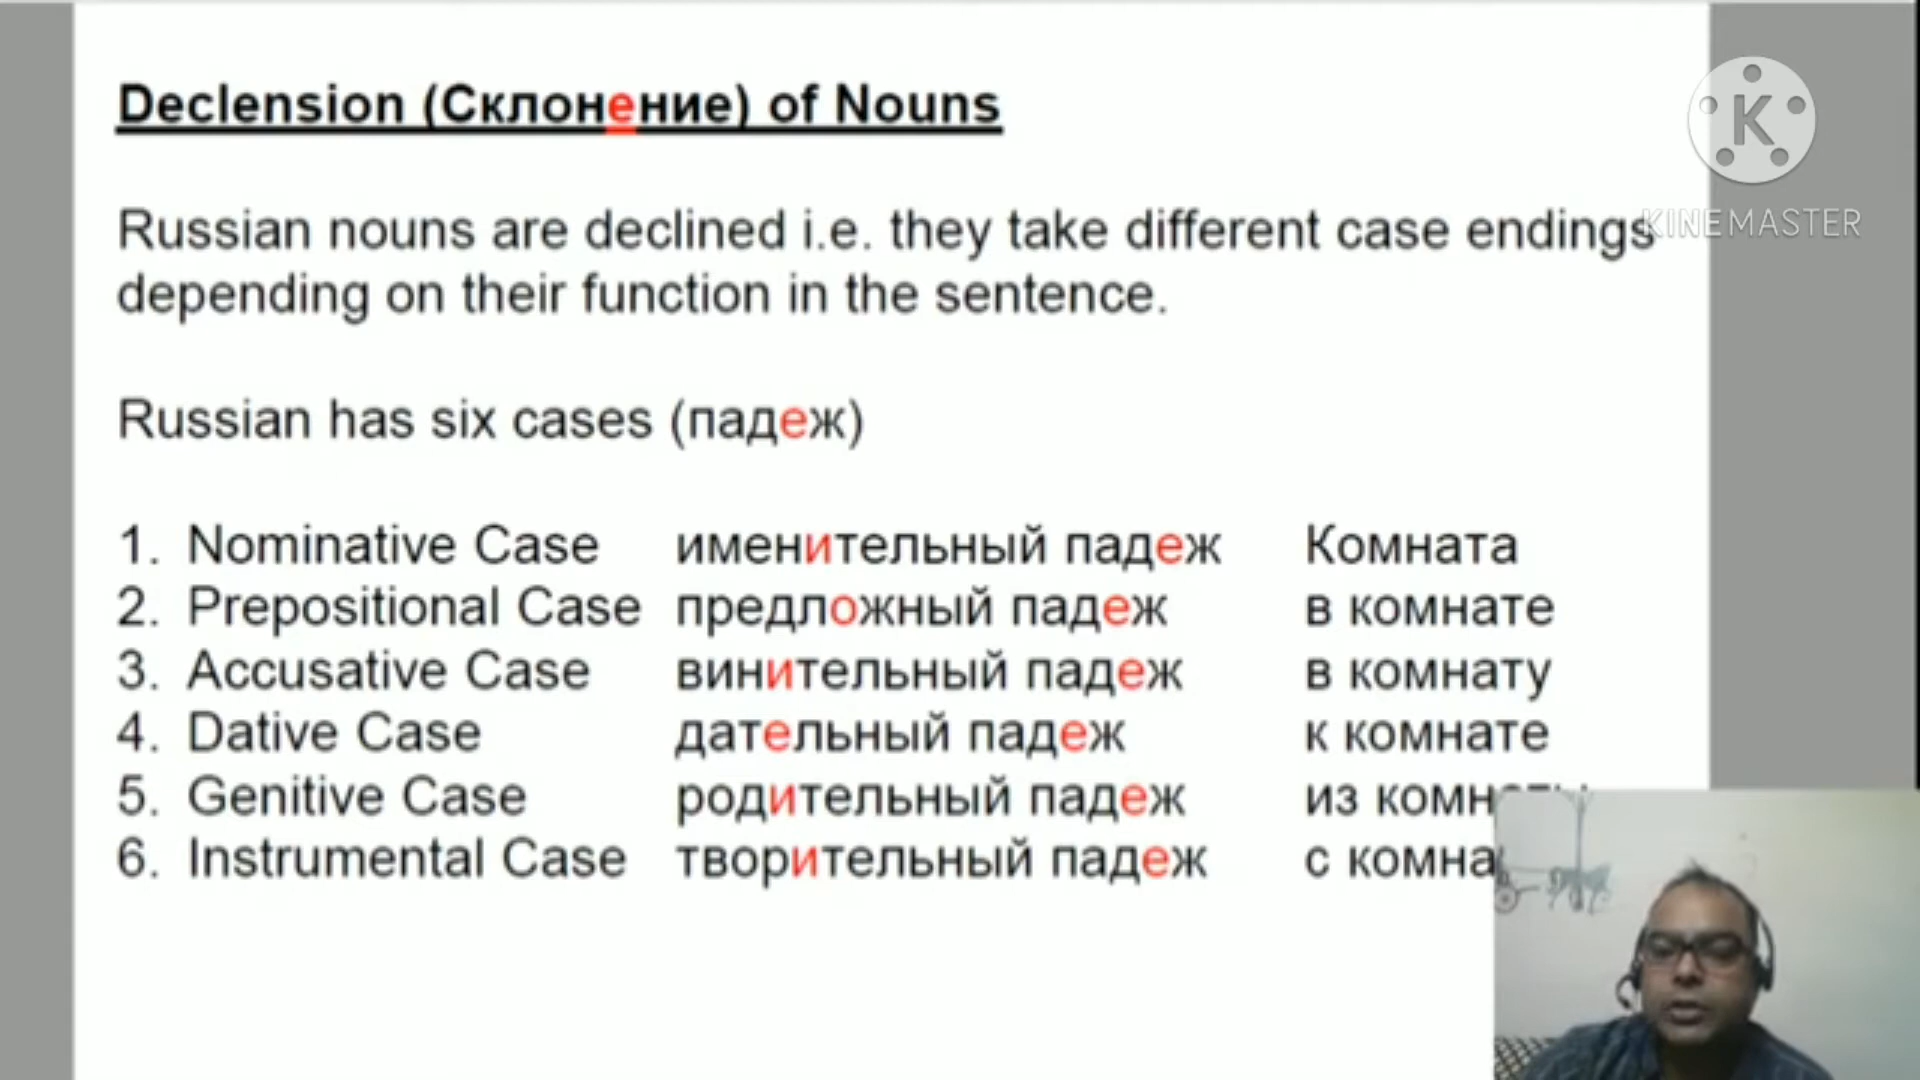 Declension (Склонение) of Nouns
K
KINEMASTER
Russian nouns are declined i.e. they take different case endings
depending on their function in the sentence.
Russian has six cases (падеж)
1. Nominative Case именительный падеж Комната
2. Prepositional Case предложный падеж в комнате
3. Accusative Case винительный падеж в комнату
4. Dative Case дательный падеж к комнате
5. Genitive Case родительный падеж из
6. Instrumental Case творительный падеж с